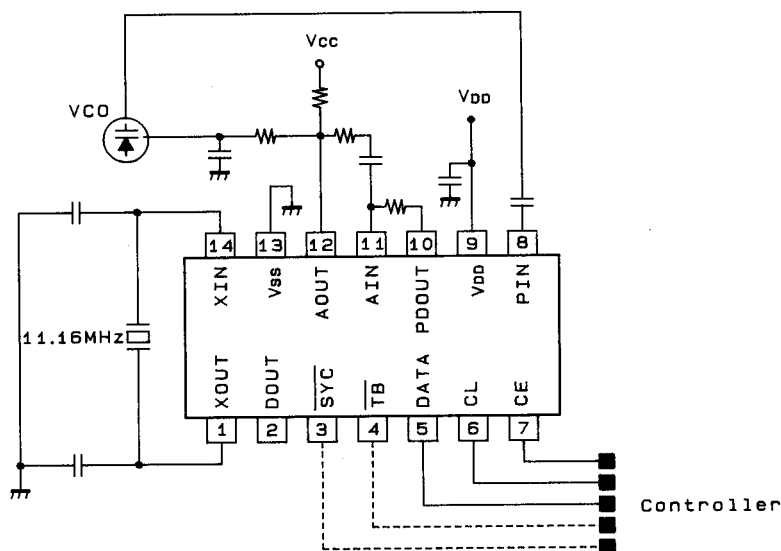 Vcc
VCO
VDD
14 13 12 11 10 9 8
XIN Vss AOUT AIN PDOUT VDD PIN
11.16MHz
XOUT DOUT SYC TB DATA CL CE
1 2 3 4 5 6 7
Controller